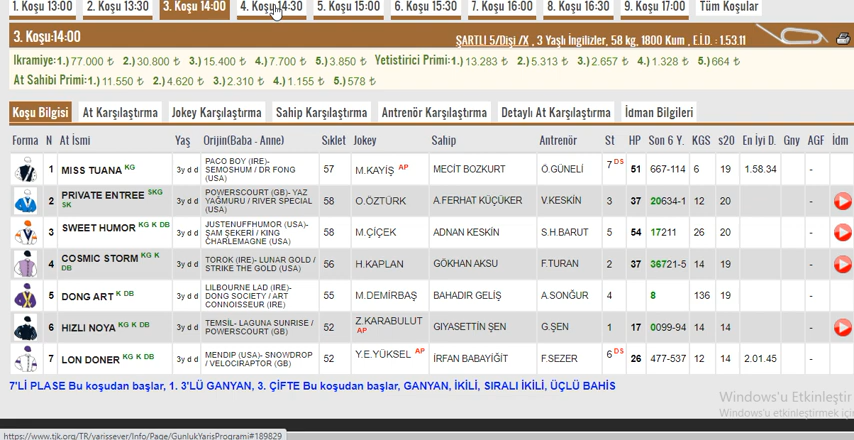 1. Koşu 13:00 2. Koşu 13:30 3. Koşu 14:00 4. Koşu 14:30 5. Koşu 15:00 6. Koşu 15:30 7. Koşu 16:00 8. Koşu 16:30 9. Koşu 17:00 Tüm Koşular
3. Koşu:14:00
ŞARTLI 5/Dişi /X , 3 Yaşlı İngilizler, 58 kg, 1800 Kum , E.İ.D. : 1.53.11
Ikramiye: 1.) 77.000 ₺ 2.) 30.800 ₺ 3.) 15.400 ₺ 4.) 7.700 ₺ 5.) 3.850 ₺ Yetistirici Primi: 1.) 13.283 ₺ 2.) 5.313 ₺ 3.) 2.657 ₺ 4.) 1.328 ₺ 5.) 664 ₺
At Sahibi Primi: 1.) 11.550 ₺ 2.) 4.620 ₺ 3.) 2.310 ₺ 4.) 1.155 ₺ 5.) 578 ₺
Koşu Bilgisi At Karşılaştırma Jokey Karşılaştırma Sahip Karşılaştırma Antrenör Karşılaştırma Detaylı At Karşılaştırma İdman Bilgileri
Forma N At İsmi Yaş Orijin(Baba - Anne) Sıklet Jokey Sahip Antrenör St HP Son 6 Y. KGS s20 En İyi D. Gny AGF İdm
1 MISS TUANA KG 3y d d PACO BOY (IRE)- SEMOSHUM / DR FONG (USA) 57 M.KAYİŞ AP MECİT BOZKURT Ö.GÜNELİ 7 DS 51 667-114 6 19 1.58.34 -
2 PRIVATE ENTREE SKG SK 3y d d POWERSCOURT (GB)- YAZ YAĞMURU / RIVER SPECIAL (USA) 58 O.ÖZTÜRK A.FERHAT KÜÇÜKER V.KESKİN 3 37 20634-1 12 20 -
3 SWEET HUMOR KG K DB 3y d d JUSTENUFFHUMOR (USA)- ŞAM ŞEKERİ / KING CHARLEMAGNE (USA) 58 M.ÇİÇEK ADNAN KESKİN S.H.BARUT 5 54 17211 26 20 -
4 COSMIC STORM KG K DB 3y d d TOROK (IRE)- LUNAR GOLD / STRIKE THE GOLD (USA) 56 H.KAPLAN GÖKHAN AKSU F.TURAN 2 37 36721-5 14 19 -
5 DONG ART K DB 3y d d LILBOURNE LAD (IRE)- DONG SOCIETY / ART CONNOISEUR (IRE) 55 M.DEMİRBAŞ BAHADIR GELİŞ A.SONĞUR 4 8 136 19 -
6 HIZLI NOYA KG K DB 3y d d TEMSİL- LAGUNA SUNRISE / POWERSCOURT (GB) 52 Z.KARABULUT AP GIYASETTİN ŞEN G.ŞEN 1 17 0099-94 14 14 -
7 LON DONER KG K DB 3y d d MENDIP (USA)- SNOWDROP / VELOCIRAPTOR (GB) 52 Y.E.YÜKSEL AP İRFAN BABAYİĞİT F.SEZER 6 DS 26 477-537 12 14 2.01.45 -
7'Lİ PLASE Bu koşudan başlar, 1. 3'LÜ GANYAN, 3. ÇİFTE Bu koşudan başlar, GANYAN, İKİLİ, SIRALI İKİLİ, ÜÇLÜ BAHİS
Windows'u Etkinleştir
Windows'u etkinleştirmek için
https://www.tjk.org/TR/yarissever/Info/Page/GunlukYarisProgrami#189829